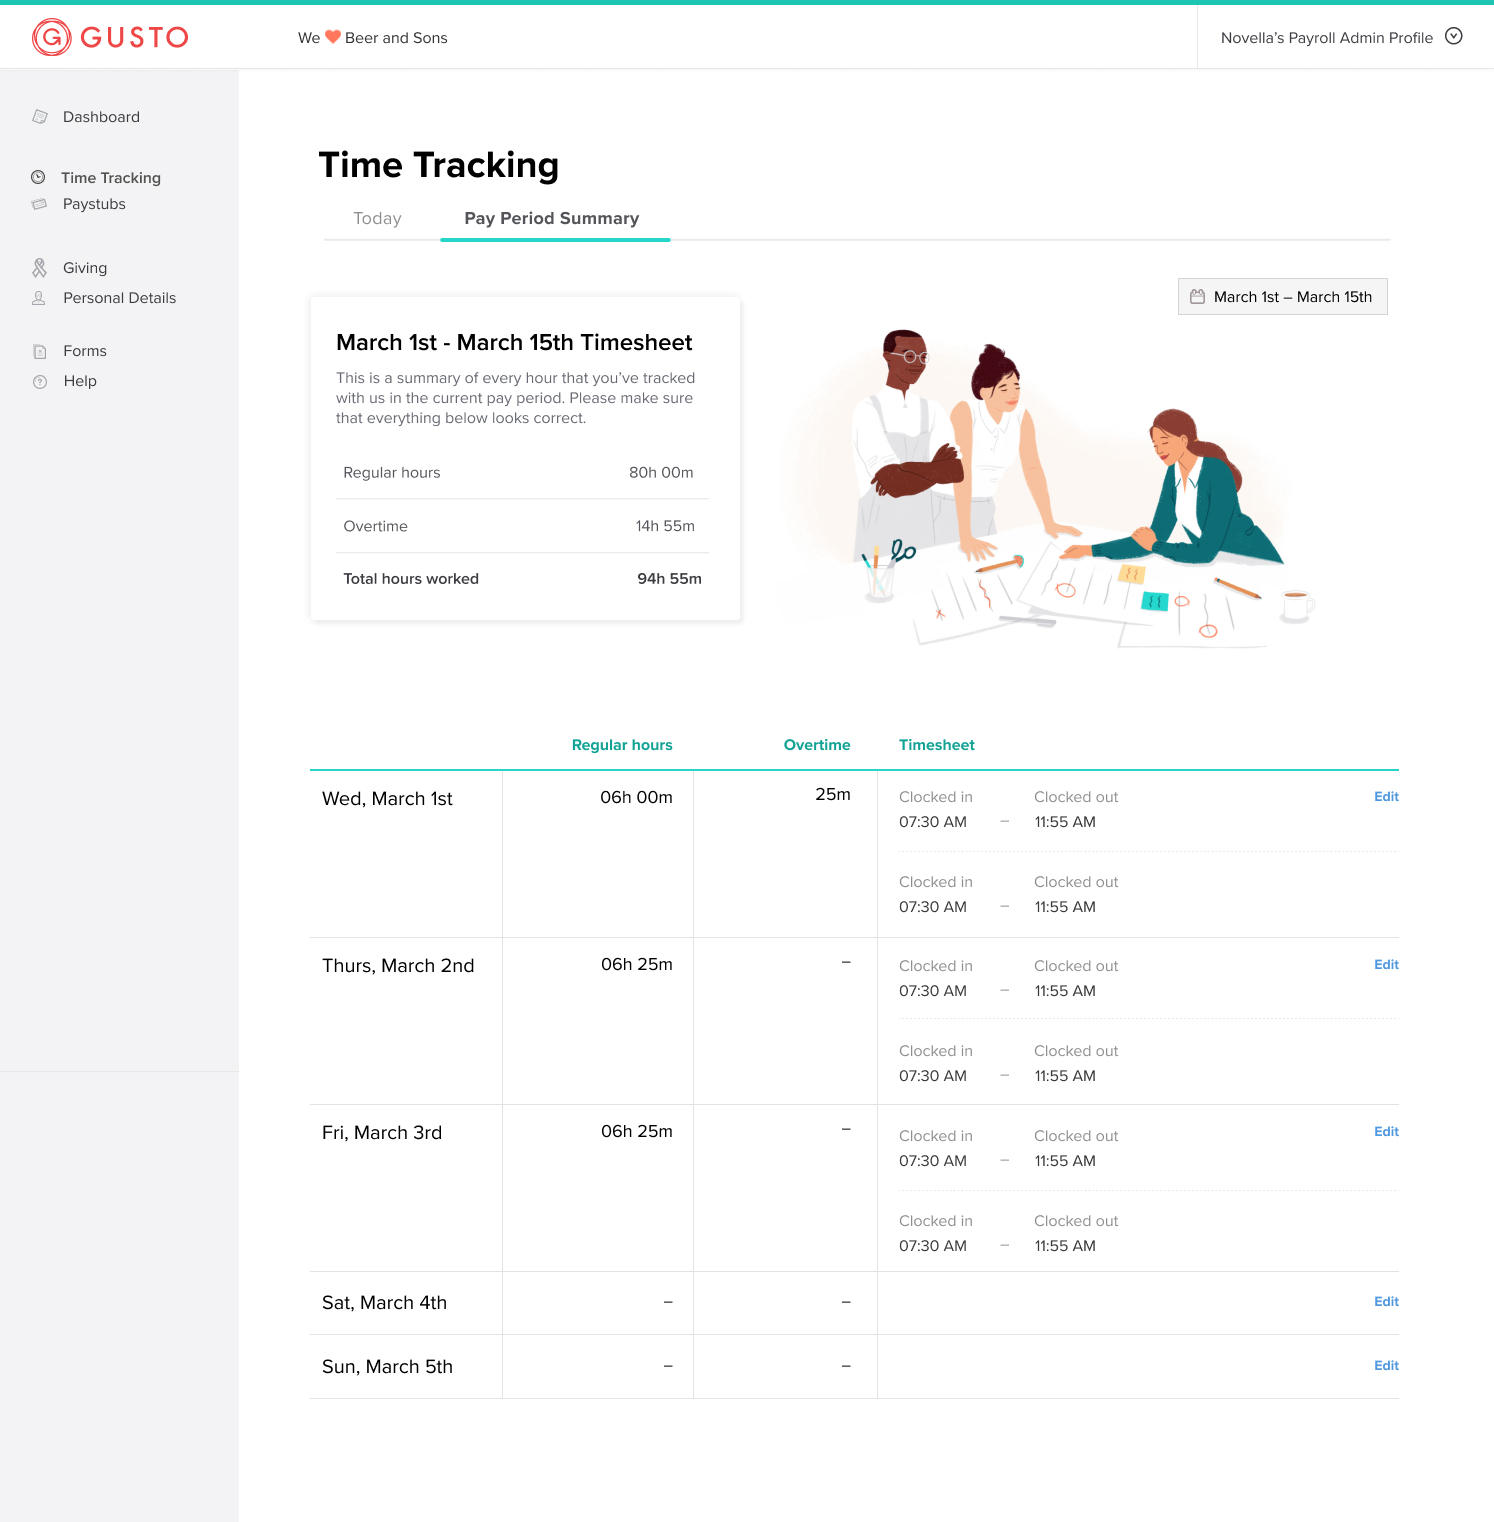 GUSTO
We ❤ Beer and Sons
Novella’s Payroll Admin Profile
Dashboard
Time Tracking
Paystubs
Giving
Personal Details
Forms
Help
Time Tracking
Today
Pay Period Summary
March 1st – March 15th
March 1st - March 15th Timesheet
This is a summary of every hour that you’ve tracked
with us in the current pay period. Please make sure
that everything below looks correct.
Regular hours 80h 00m
Overtime 14h 55m
Total hours worked 94h 55m
Regular hours Overtime Timesheet
Wed, March 1st 06h 00m 25m Clocked in Clocked out Edit
07:30 AM – 11:55 AM
Clocked in Clocked out
07:30 AM – 11:55 AM
Thurs, March 2nd 06h 25m – Clocked in Clocked out Edit
07:30 AM – 11:55 AM
Clocked in Clocked out
07:30 AM – 11:55 AM
Fri, March 3rd 06h 25m – Clocked in Clocked out Edit
07:30 AM – 11:55 AM
Clocked in Clocked out
07:30 AM – 11:55 AM
Sat, March 4th – – Edit
Sun, March 5th – – Edit